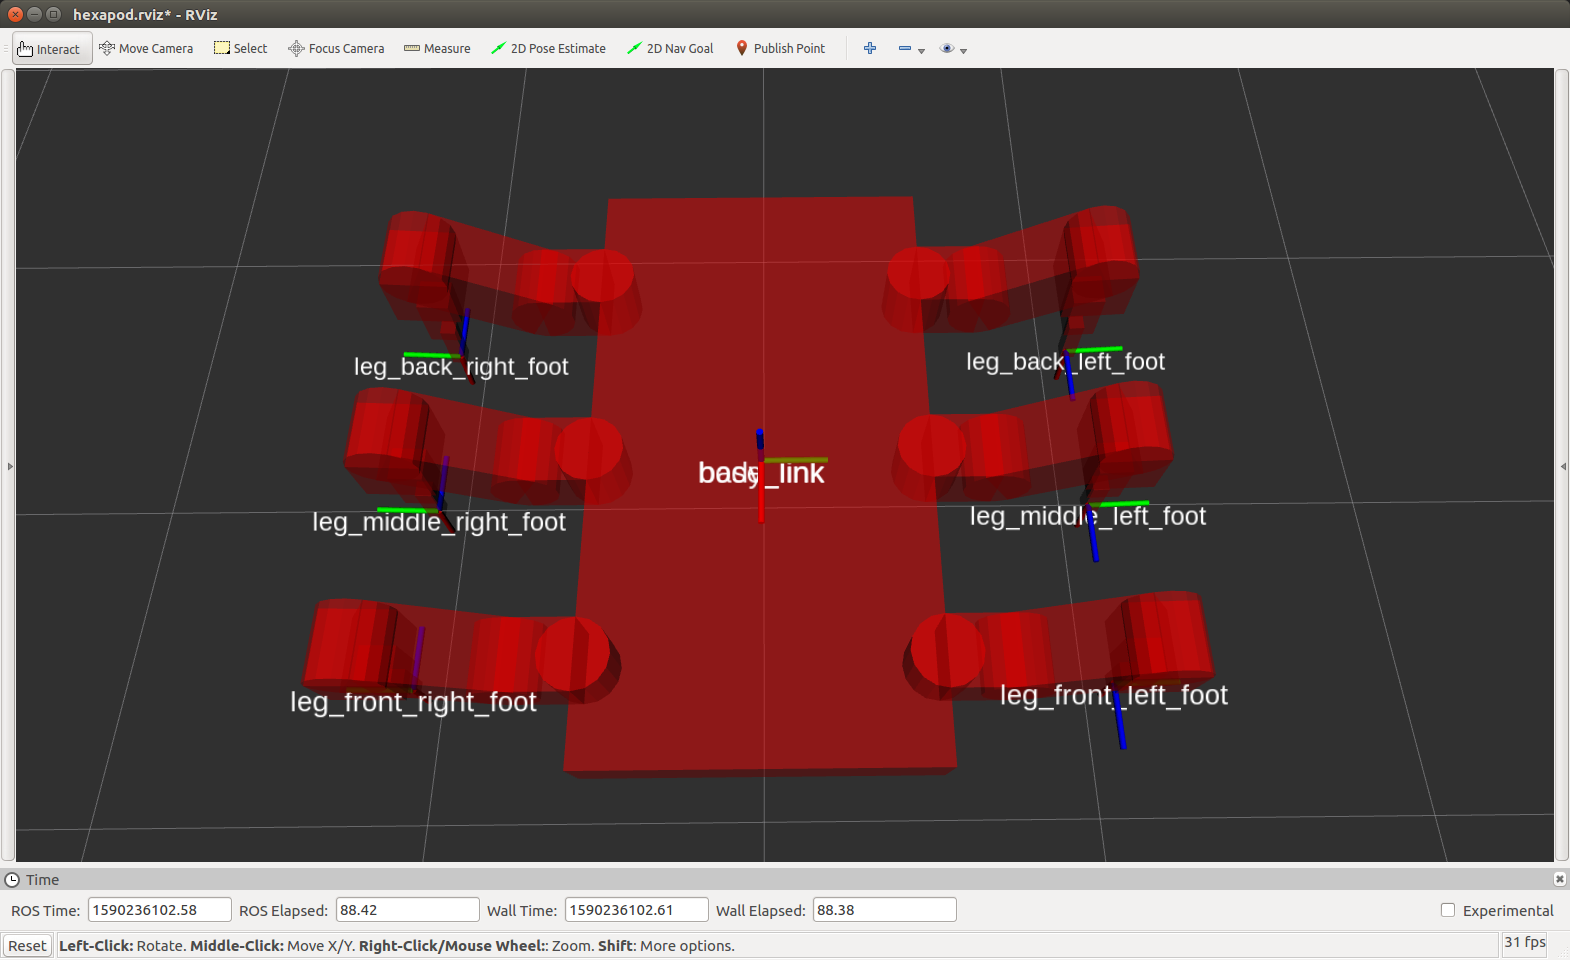 hexapod.rviz* - RViz
Interact Move Camera Select Focus Camera Measure 2D Pose Estimate 2D Nav Goal Publish Point
leg_back_right_foot leg_back_left_foot
_link
leg_middle_right_foot leg_middle_left_foot
leg_front_right_foot leg_front_left_foot
Time
ROS Time: 1590236102.58 ROS Elapsed: 88.42 Wall Time: 1590236102.61 Wall Elapsed: 88.38 Experimental
Reset Left-Click: Rotate. Middle-Click: Move X/Y. Right-Click/Mouse Wheel:: Zoom. Shift: More options. 31 fps